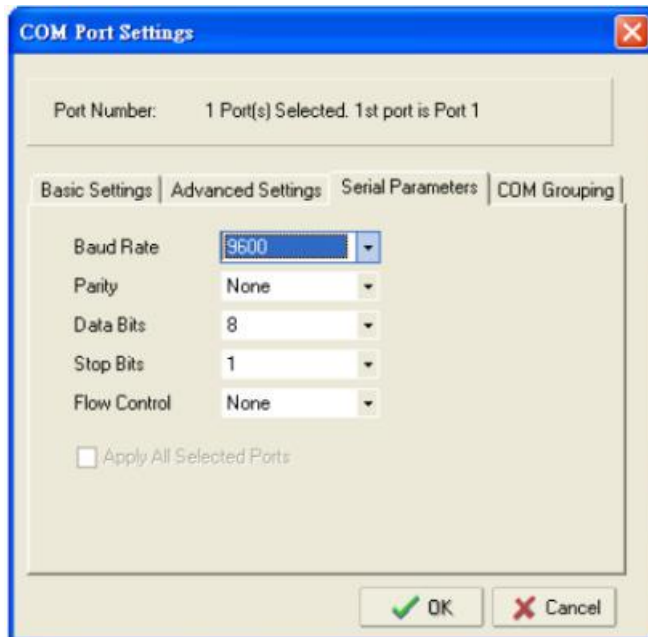 COM Port Settings
Port Number: 1 Port(s) Selected. 1st port is Port 1
Basic Settings Advanced Settings Serial Parameters COM Grouping
Baud Rate 9600
Parity None
Data Bits 8
Stop Bits 1
Flow Control None
Apply All Selected Ports
OK Cancel